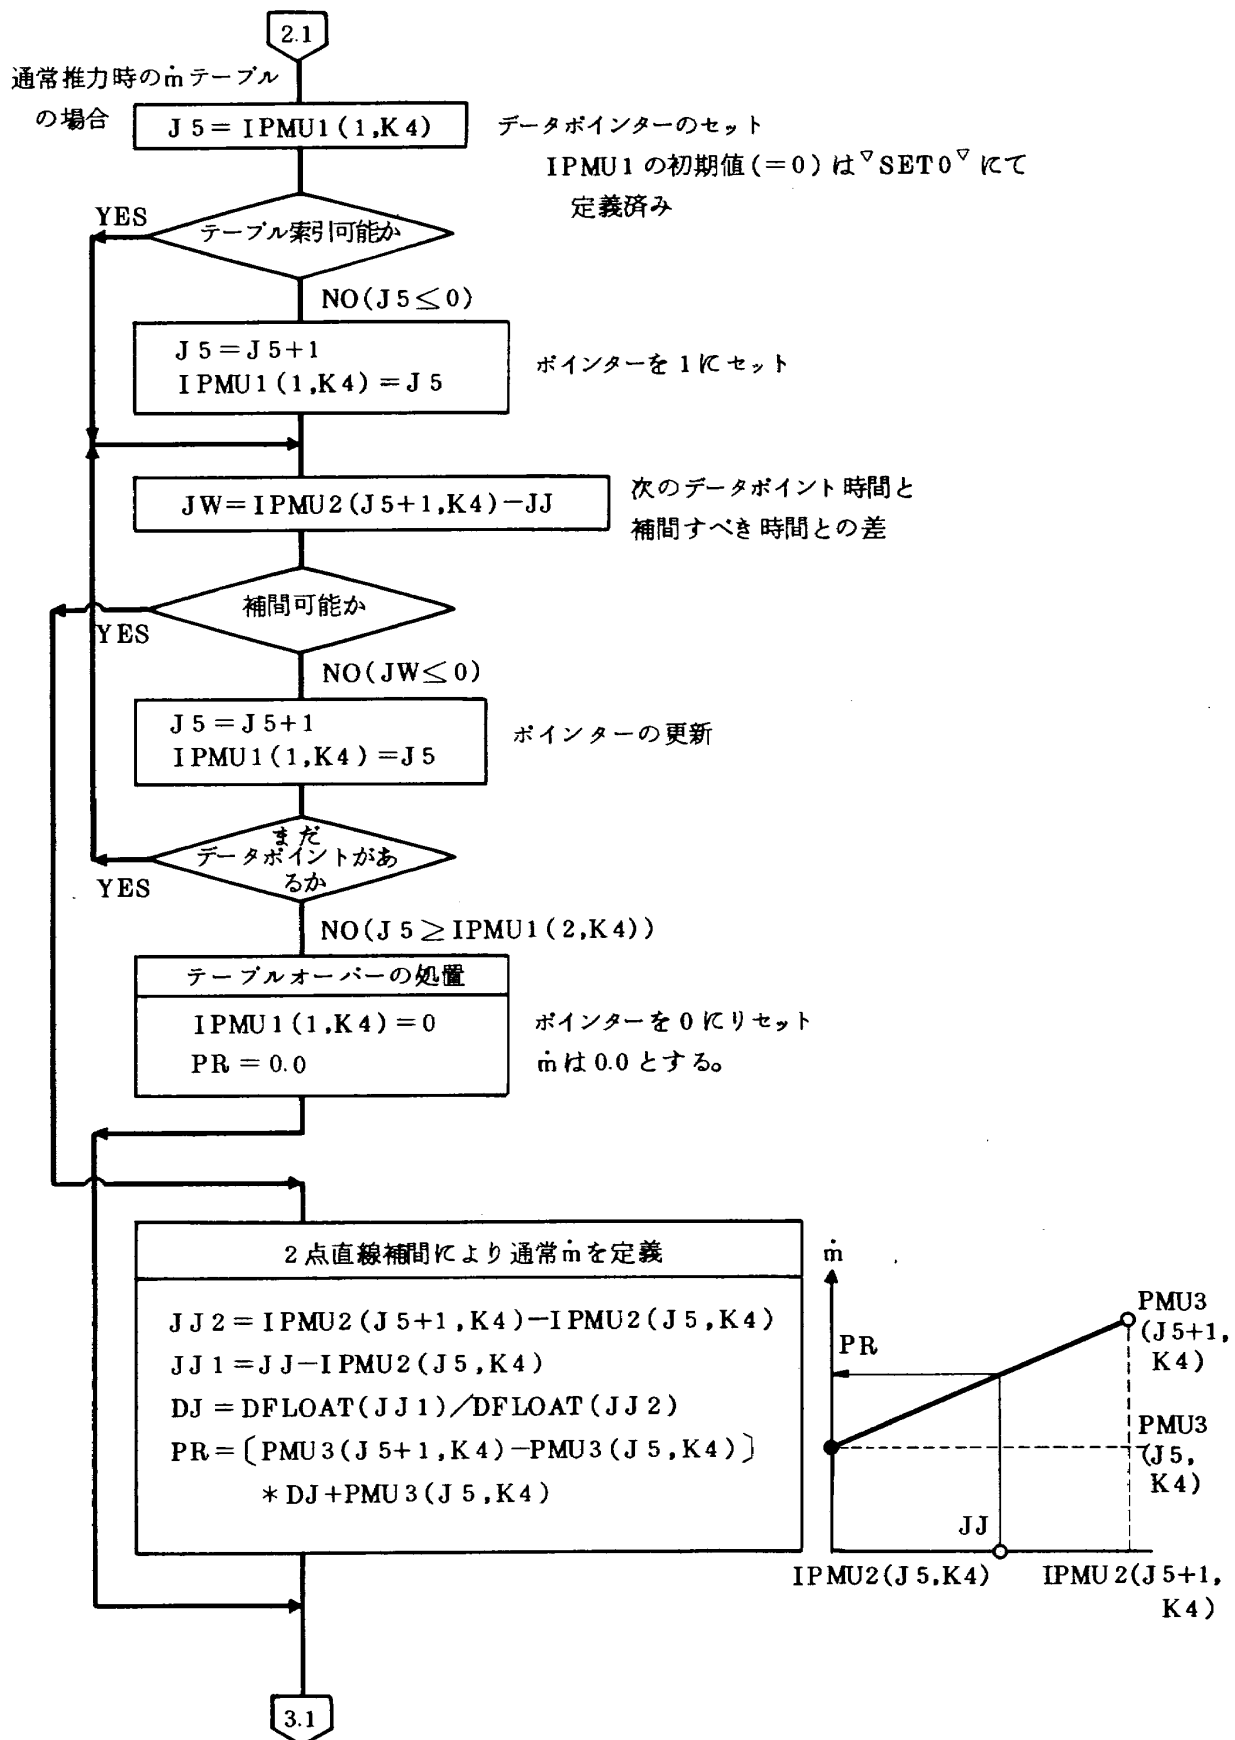 2.1
通常推力時のṁテーブル
の場合
J5=IPMU1(1,K4)
データポインターのセット
IPMU1の初期値(=0)は▽SET0▽にて
定義済み
YES
テーブル索引可能か
NO(J5≤0)
J5=J5+1
IPMU1(1,K4)=J5
ポインターを1にセット
JW=IPMU2(J5+1,K4)-JJ
次のデータポイント時間と
補間すべき時間との差
補間可能か
YES
NO(JW≤0)
J5=J5+1
IPMU1(1,K4)=J5
ポインターの更新
まだ
データポイントがあ
るか
YES
NO(J5≥IPMU1(2,K4))
テーブルオーバーの処置
IPMU1(1,K4)=0
PR=0.0
ポインターを0にリセット
ṁは0.0とする。
2点直線補間により通常ṁを定義
JJ2=IPMU2(J5+1,K4)-IPMU2(J5,K4)
JJ1=JJ-IPMU2(J5,K4)
DJ=DFLOAT(JJ1)/DFLOAT(JJ2)
PR=[PMU3(J5+1,K4)-PMU3(J5,K4)]
*DJ+PMU3(J5,K4)
ṁ
PR
PMU3
(J5+1,
K4)
PMU3
(J5,
K4)
JJ
IPMU2(J5,K4)
IPMU2(J5+1,
K4)
3.1